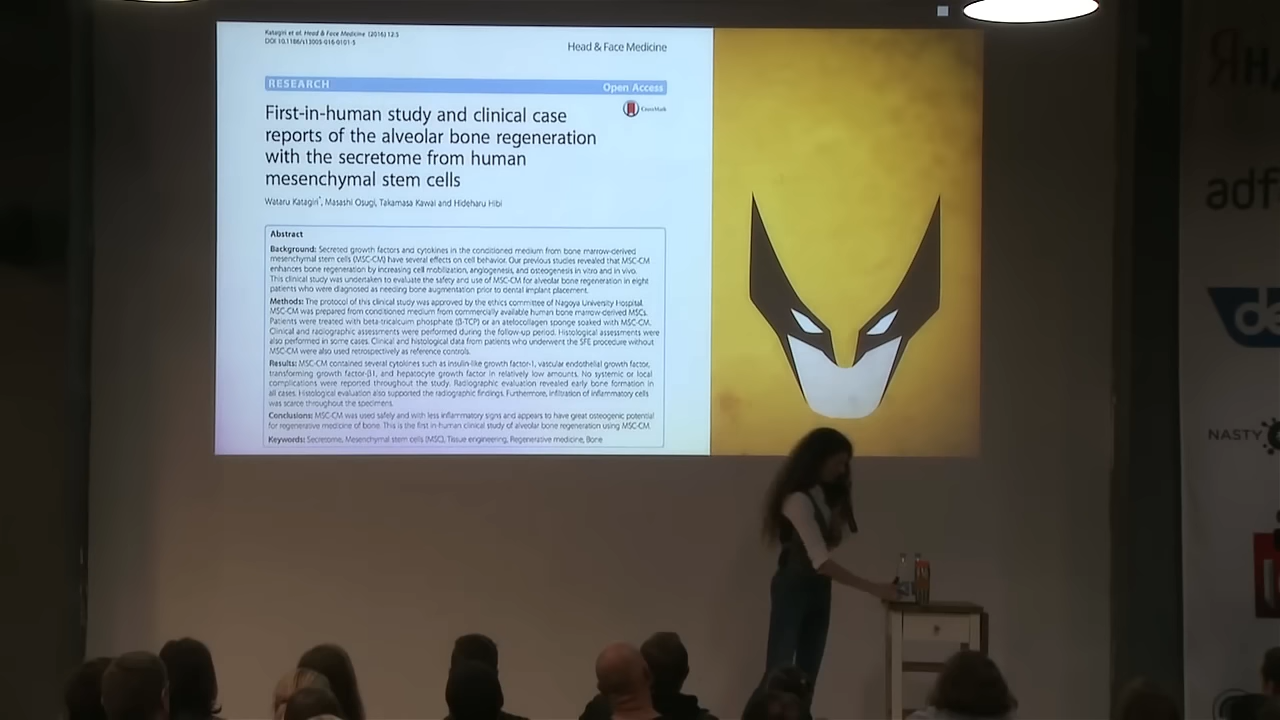 Katagiri et al. Head & Face Medicine (2016) 12:5
DOI 10.1186/s13005-016-0101-5
Head & Face Medicine
RESEARCH
Open Access
CrossMark
First-in-human study and clinical case
reports of the alveolar bone regeneration
with the secretome from human
mesenchymal stem cells
Wataru Katagiri*, Masashi Osugi, Takamasa Kawai and Hideharu Hibi
Abstract
Background: Secreted growth factors and cytokines in the conditioned medium from bone marrow-derived
mesenchymal stem cells (MSC-CM) have several effects on cell behavior. Our previous studies revealed that MSC-CM
enhances bone regeneration by increasing cell mobilization, angiogenesis, and osteogenesis in vitro and in vivo.
This clinical study was undertaken to evaluate the safety and use of MSC-CM for alveolar bone regeneration in eight
patients who were diagnosed as needing bone augmentation prior to dental implant placement.
Methods: The protocol of this clinical study was approved by the ethics committee of Nagoya University Hospital.
MSC-CM was prepared from conditioned medium from commercially available human bone marrow-derived MSCs.
Patients were treated with beta-tricalcium phosphate (β-TCP) or an atelocollagen sponge soaked with MSC-CM.
Clinical and radiographic assessments were performed during the follow-up period. Histological assessments were
also performed in some cases. Clinical and histological data from patients who underwent the SFE procedure without
MSC-CM were also used retrospectively as reference controls.
Results: MSC-CM contained several cytokines such as insulin-like growth factor-1, vascular endothelial growth factor,
transforming growth factor-β1, and hepatocyte growth factor in relatively low amounts. No systemic or local
complications were reported throughout the study. Radiographic evaluation revealed early bone formation in
all cases. Histological evaluation also supported the radiographic findings. Furthermore, infiltration of inflammatory cells
was scarce throughout the specimens.
Conclusions: MSC-CM was used safely and with less inflammatory signs and appears to have great osteogenic potential
for regenerative medicine of bone. This is the first in-human clinical study of alveolar bone regeneration using MSC-CM.
Keywords: Secretome, Mesenchymal stem cells (MSC), Tissue engineering, Regenerative medicine, Bone
Ян
adf
NASTY